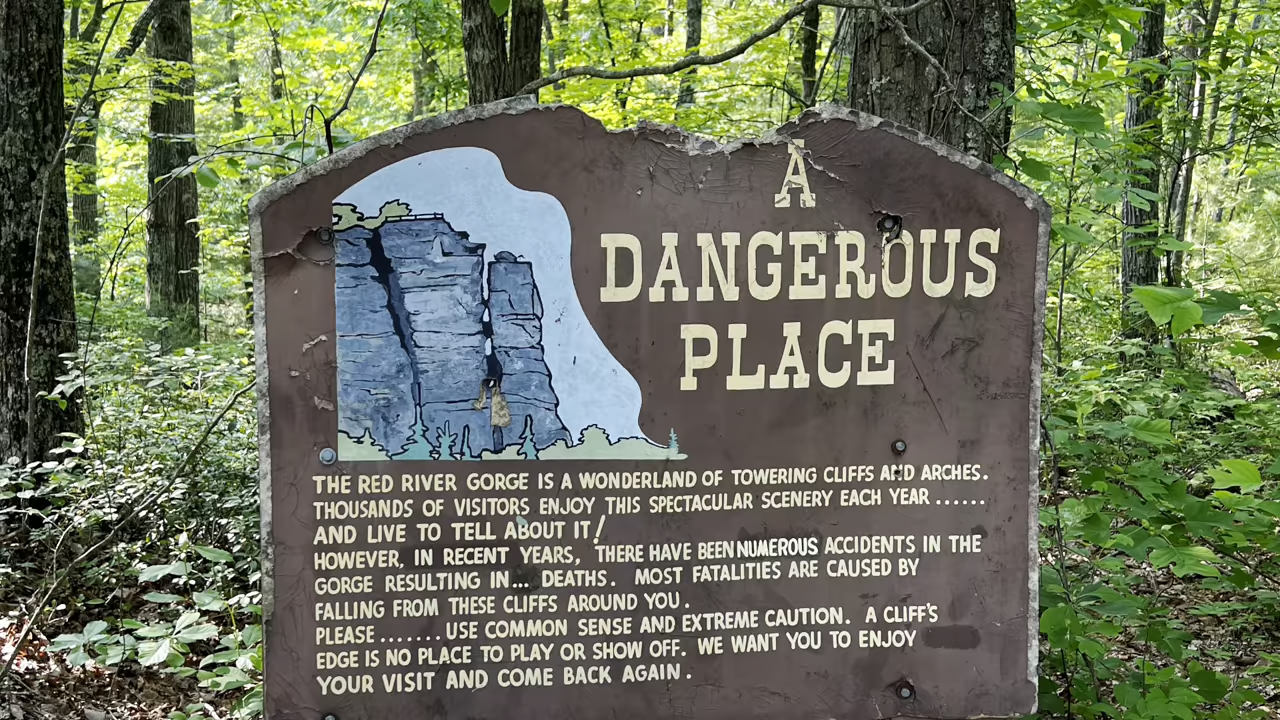 A
DANGEROUS
PLACE
THE RED RIVER GORGE IS A WONDERLAND OF TOWERING CLIFFS AND ARCHES.
THOUSANDS OF VISITORS ENJOY THIS SPECTACULAR SCENERY EACH YEAR ......
AND LIVE TO TELL ABOUT IT!
HOWEVER, IN RECENT YEARS, THERE HAVE BEEN NUMEROUS ACCIDENTS IN THE
GORGE RESULTING IN... DEATHS. MOST FATALITIES ARE CAUSED BY
FALLING FROM THESE CLIFFS AROUND YOU.
PLEASE ....... USE COMMON SENSE AND EXTREME CAUTION. A CLIFF'S
EDGE IS NO PLACE TO PLAY OR SHOW OFF. WE WANT YOU TO ENJOY
YOUR VISIT AND COME BACK AGAIN.